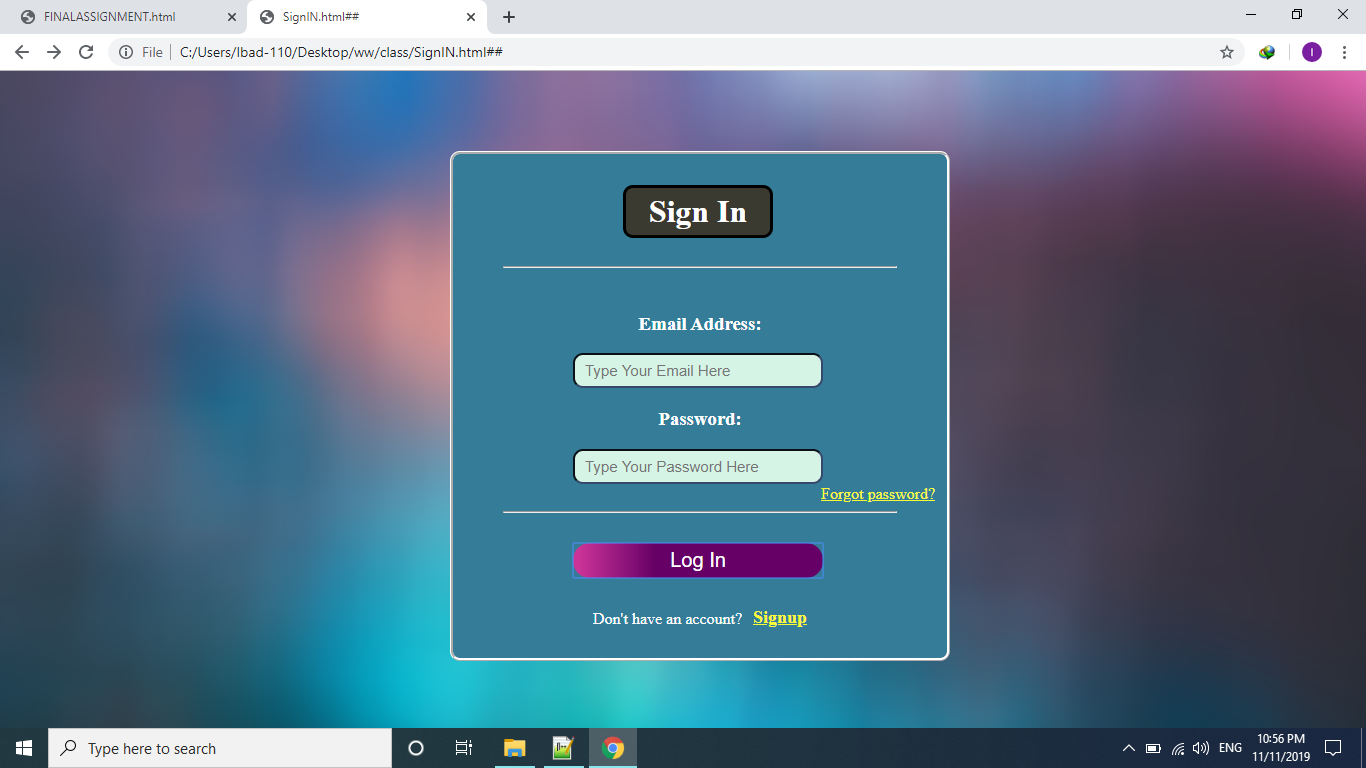 FINALASSIGNMENT.html
SignIN.html##
File
C:/Users/Ibad-110/Desktop/ww/class/SignIN.html##
I
Sign In
Email Address:
Type Your Email Here
Password:
Type Your Password Here
Forgot password?
Log In
Don't have an account? Signup
Type here to search
ENG
10:56 PM
11/11/2019